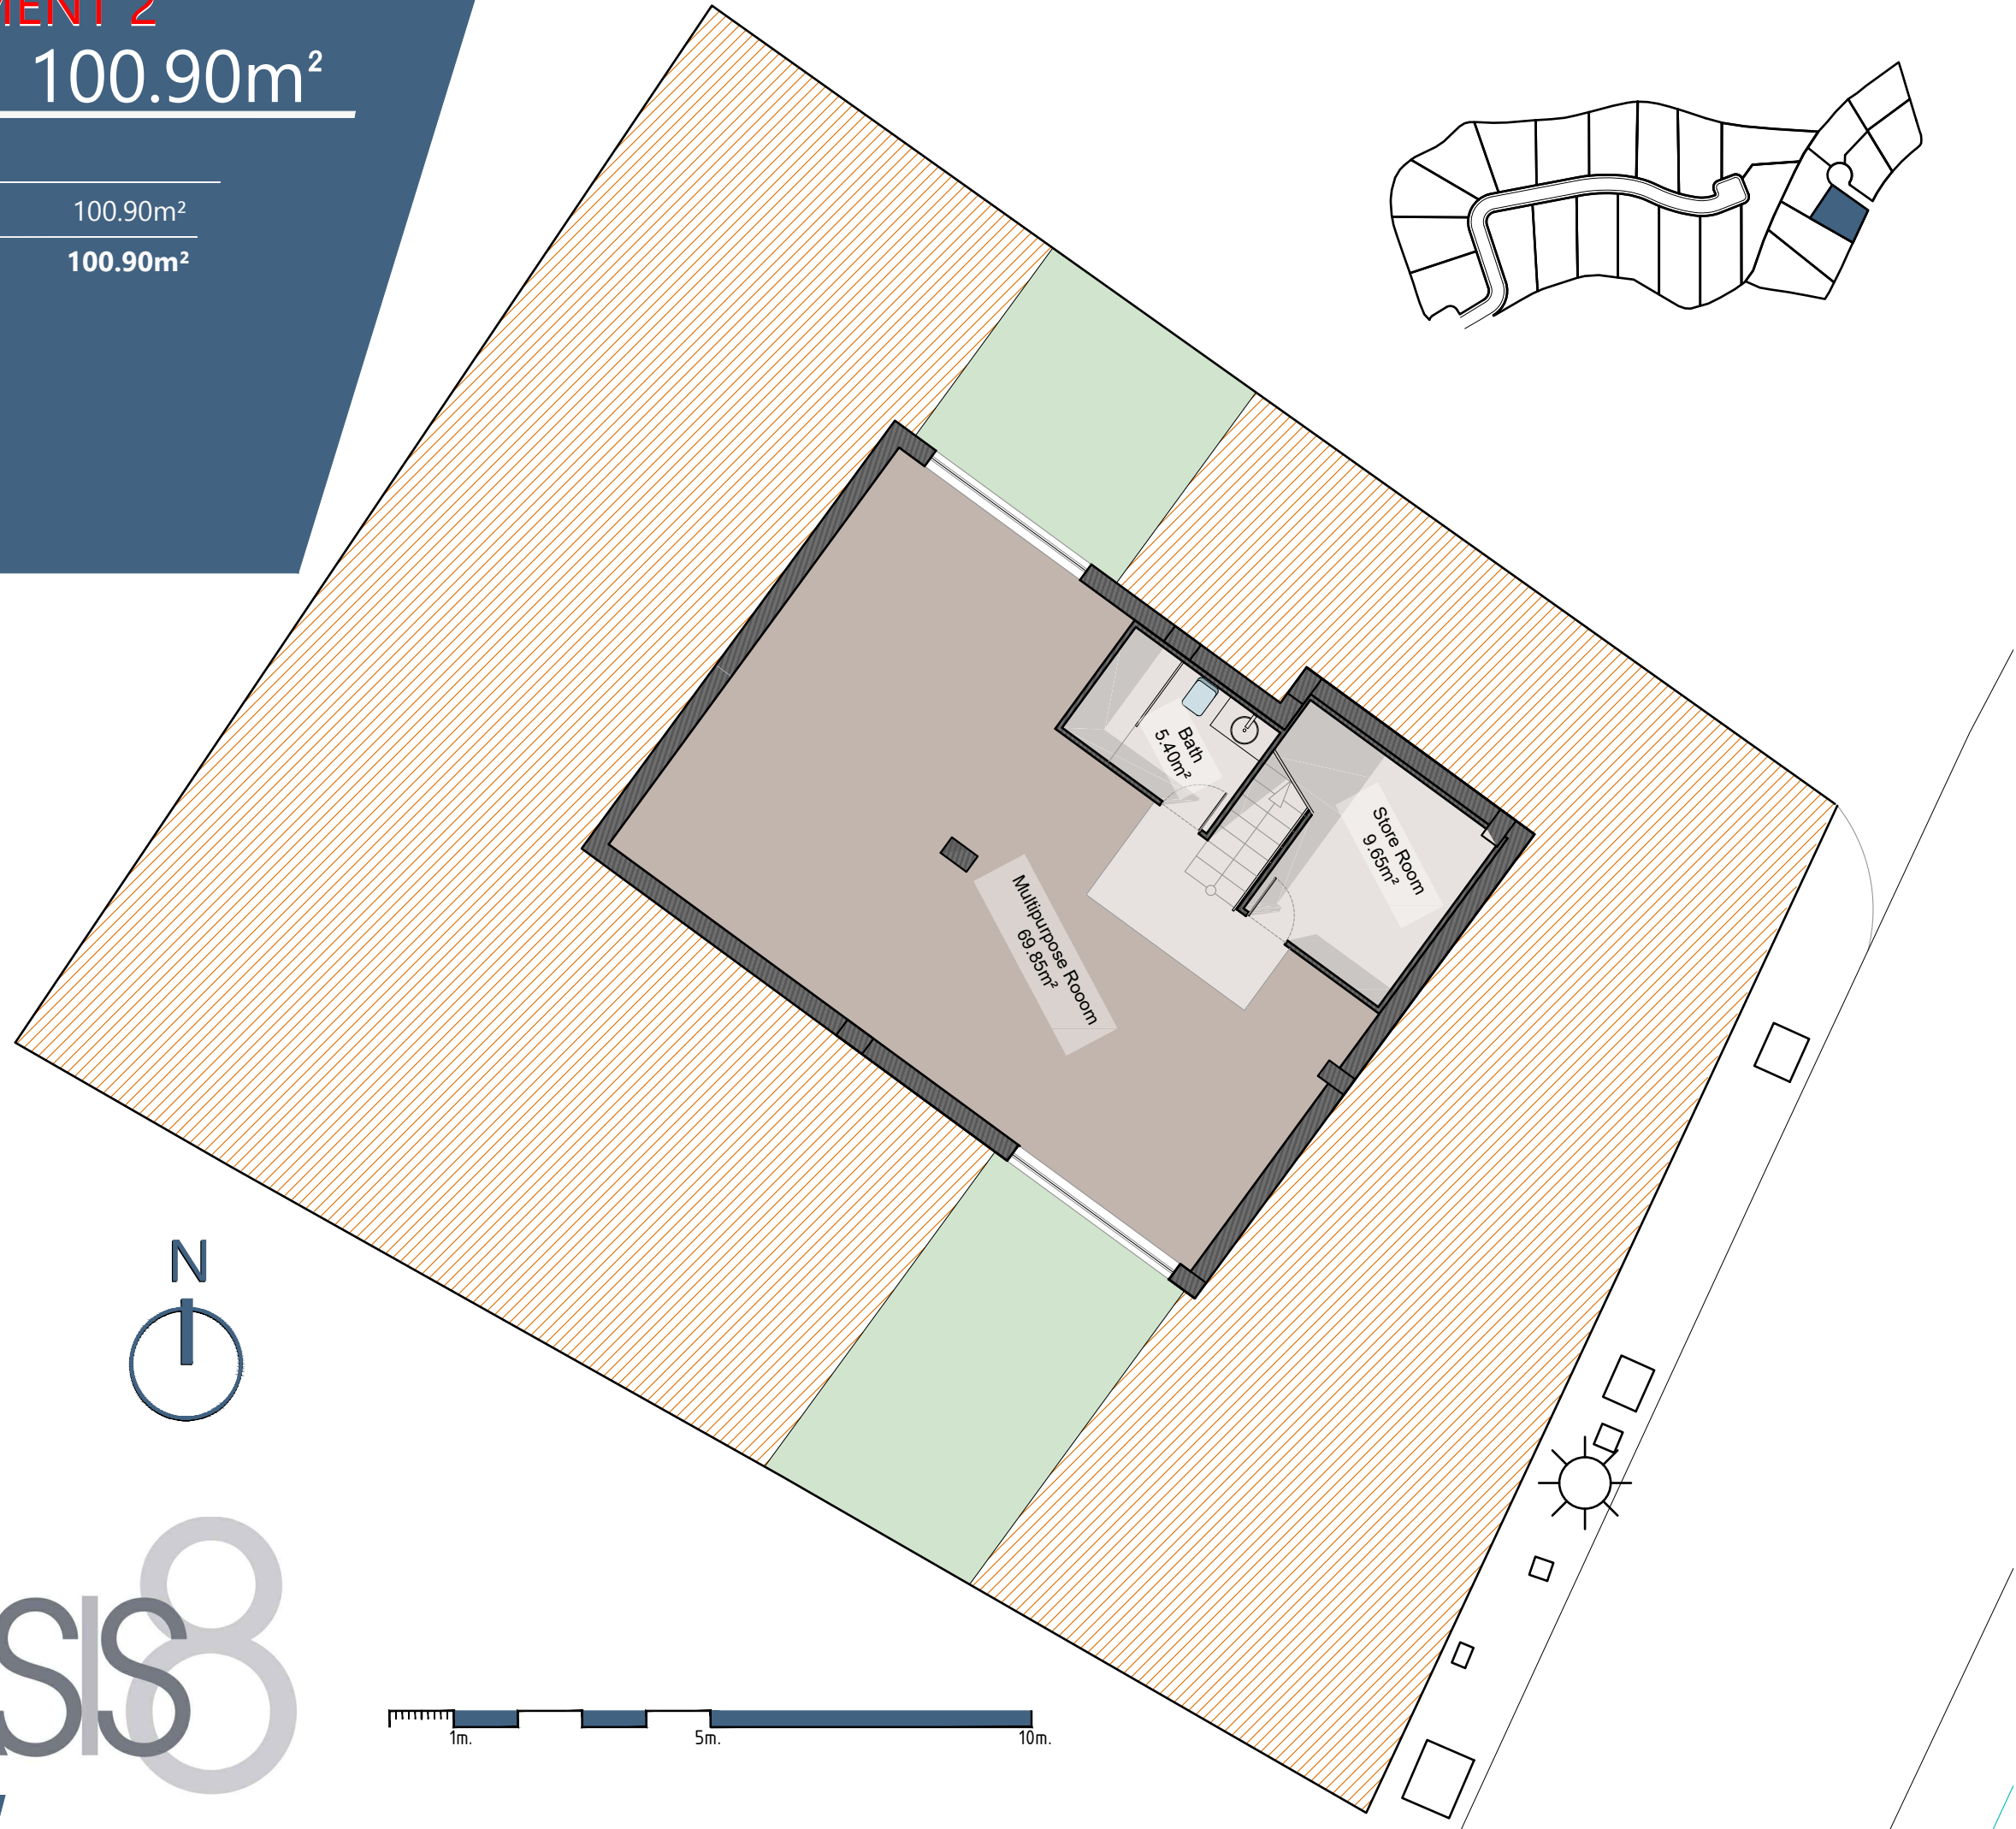 MENT 2
100.90m²
100.90m²
100.90m²
Bath
5.40m²
Store Room
9.65m²
Multipurpose Rooom
69.85m²
N
SIS8
1m.
5m.
10m.